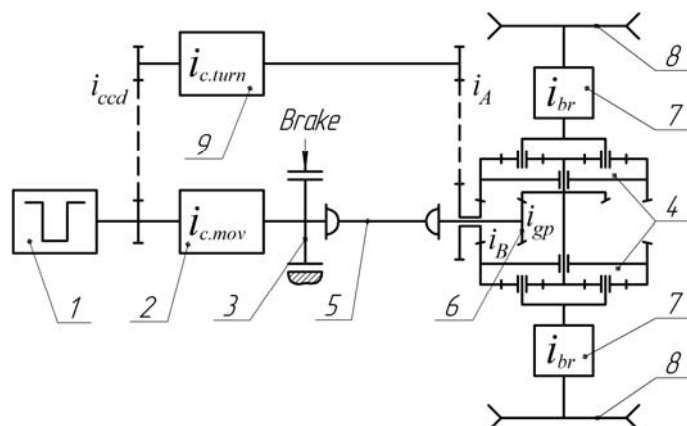 i_c.turn
i_A
8
i_ccd
i_br
7
9
Brake
4
i_c.mov
i_gp
i_B
1
2
3
5
6
7
i_br
8